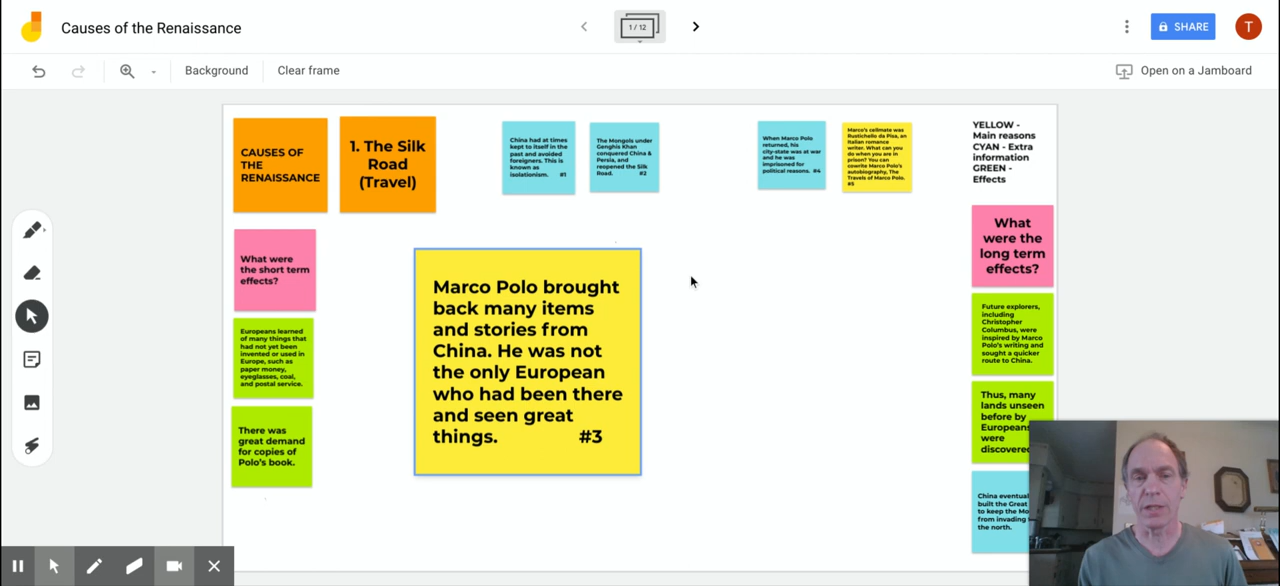 Causes of the Renaissance
1 / 12
SHARE
T
Background
Clear frame
Open on a Jamboard
CAUSES OF
THE
RENAISSANCE
1. The Silk
Road
(Travel)
China had at times
kept to itself in the
past and avoided
foreigners. This is
known as
isolationism. #1
The Mongols under
Genghis Khan
conquered China &
Persia, and
reopened the Silk
Road. #2
When Marco Polo
returned, his
city-state was at war
and he was
imprisoned for
political reasons. #4
Marco's cellmate was
Rustichello da Pisa, an
Italian romance
writer. What can you
do when you are in
prison? You can
cowrite Marco Polo's
autobiography, The
Travels of Marco Polo.
#5
YELLOW -
Main reasons
CYAN - Extra
information
GREEN -
Effects
What were
the short term
effects?
Europeans learned
of many things that
had not yet been
invented or used in
Europe, such as
paper money,
eyeglasses, coal,
and postal service.
There was
great demand
for copies of
Polo's book.
Marco Polo brought
back many items
and stories from
China. He was not
the only European
who had been there
and seen great
things. #3
What
were the
long term
effects?
Future explorers,
including
Christopher
Columbus, were
inspired by Marco
Polo's writing and
sought a quicker
route to China.
Thus, many
lands unseen
before by
Europeans
were
discovered
China eventual
built the Great
to keep the Mo
from invading
the north.